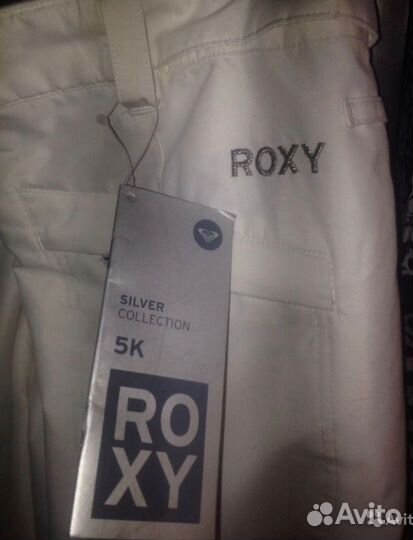 ROXY
SILVER
COLLECTION
5K
RO
XY
Avito